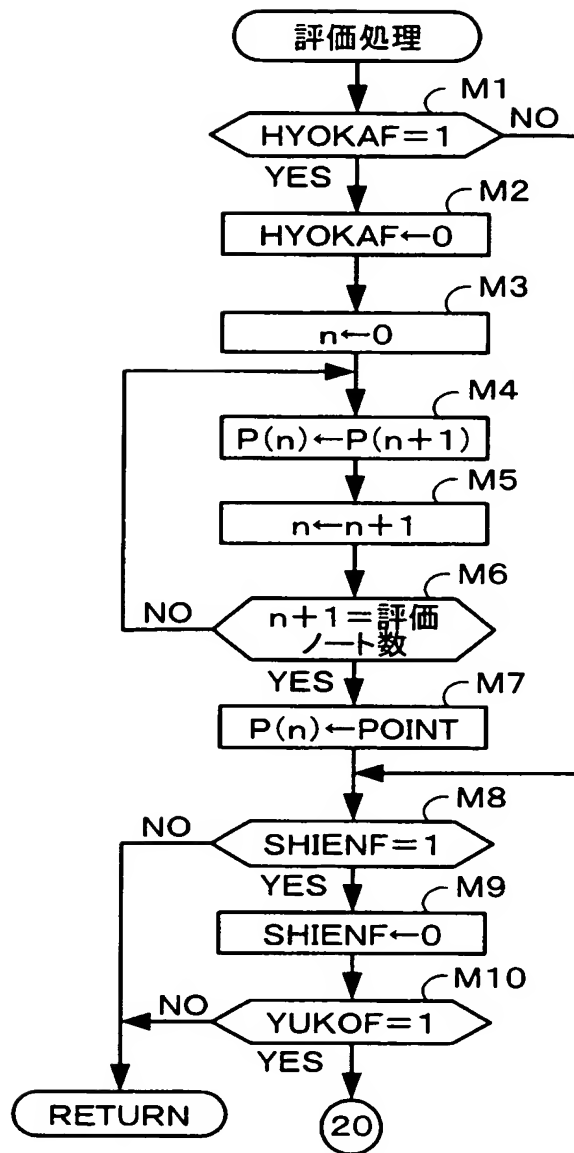 評価処理
M1
HYOKAF=1
NO
YES
M2
HYOKAF←0
M3
n←0
M4
P(n)←P(n+1)
M5
n←n+1
M6
NO
n+1=評価
ノート数
YES
M7
P(n)←POINT
M8
NO
SHIENF=1
YES
M9
SHIENF←0
M10
NO
YUKOF=1
YES
RETURN
20